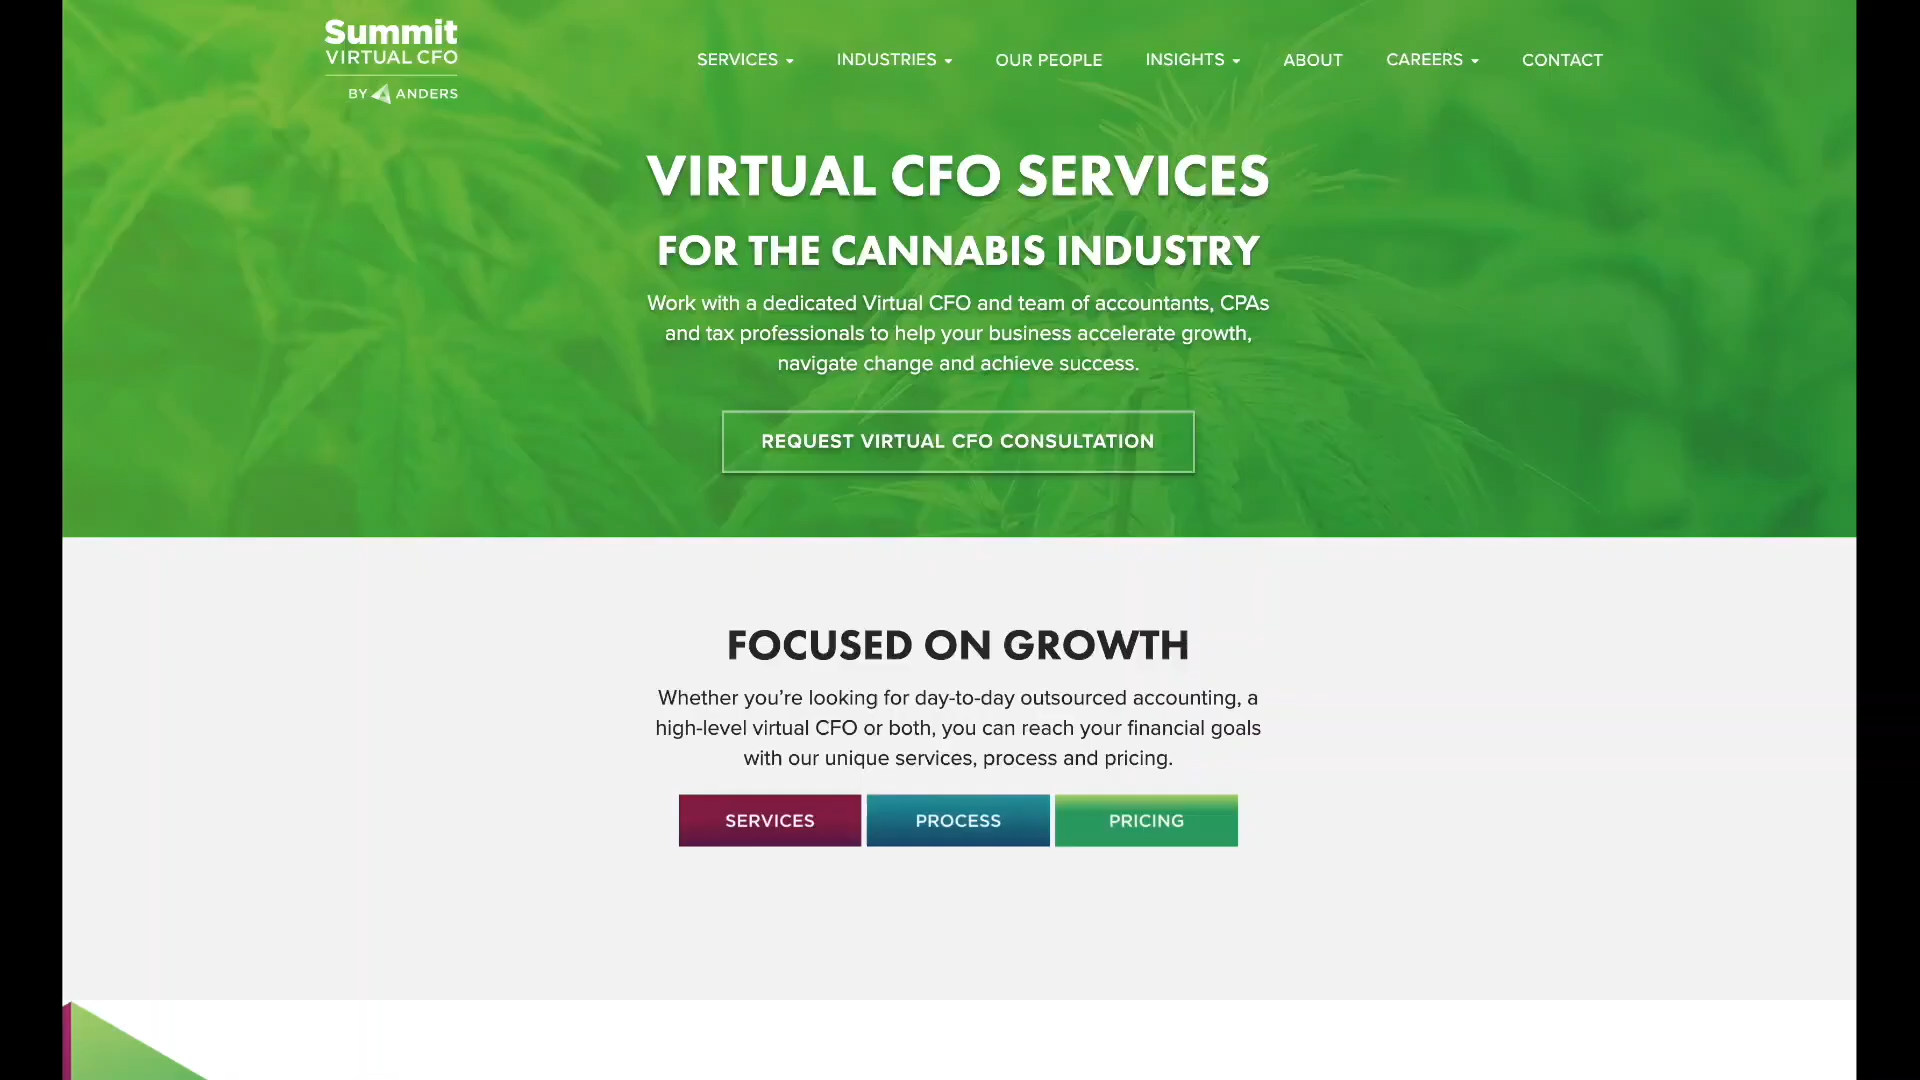 Summit
VIRTUAL CFO
BY ANDERS
SERVICES
INDUSTRIES
OUR PEOPLE
INSIGHTS
ABOUT
CAREERS
CONTACT
VIRTUAL CFO SERVICES
FOR THE CANNABIS INDUSTRY
Work with a dedicated Virtual CFO and team of accountants, CPAs
and tax professionals to help your business accelerate growth,
navigate change and achieve success.
REQUEST VIRTUAL CFO CONSULTATION
FOCUSED ON GROWTH
Whether you’re looking for day-to-day outsourced accounting, a
high-level virtual CFO or both, you can reach your financial goals
with our unique services, process and pricing.
SERVICES
PROCESS
PRICING